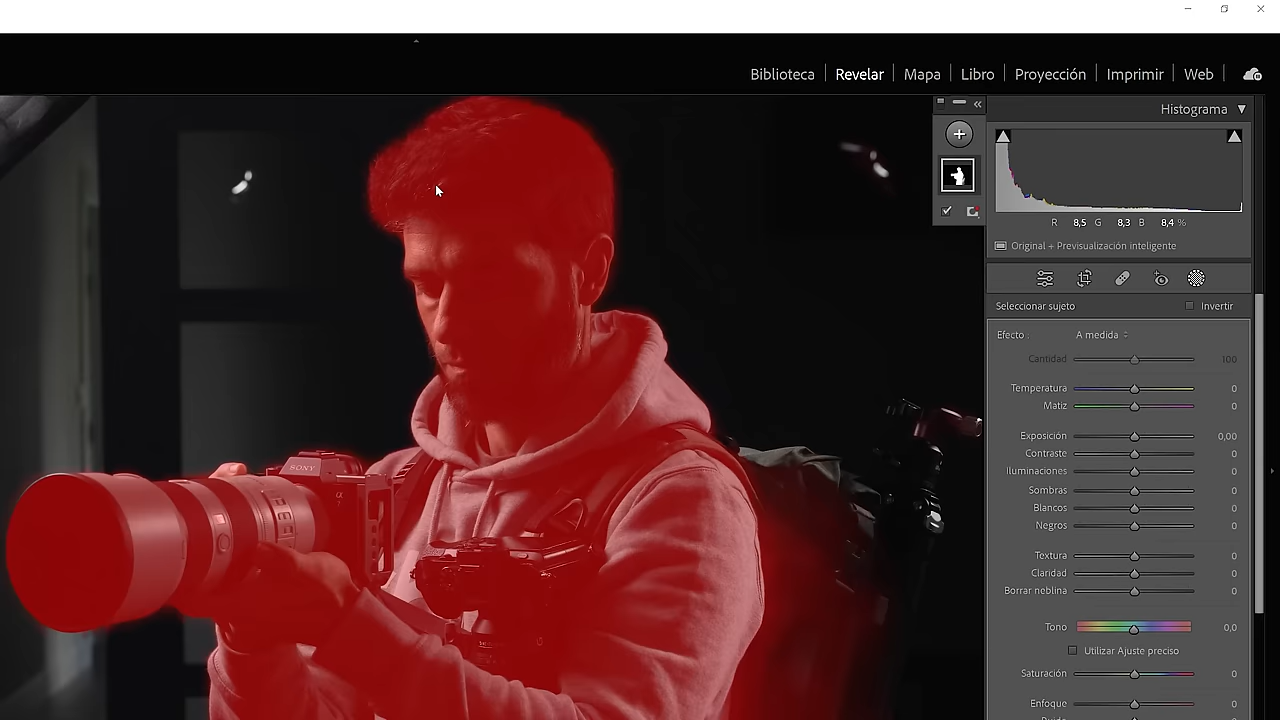 Biblioteca | Revelar | Mapa | Libro | Proyección | Imprimir | Web |
Histograma
R 8,5 G 8,3 B 8,4 %
Original + Previsualización inteligente
Seleccionar sujeto Invertir
Efecto : A medida
Cantidad 100
Temperatura 0
Matiz 0
Exposición 0,00
Contraste 0
Iluminaciones 0
Sombras 0
Blancos 0
Negros 0
Textura 0
Claridad 0
Borrar neblina 0
Tono 0,0
Utilizar Ajuste preciso
Saturación 0
Enfoque 0
SONY
α
7